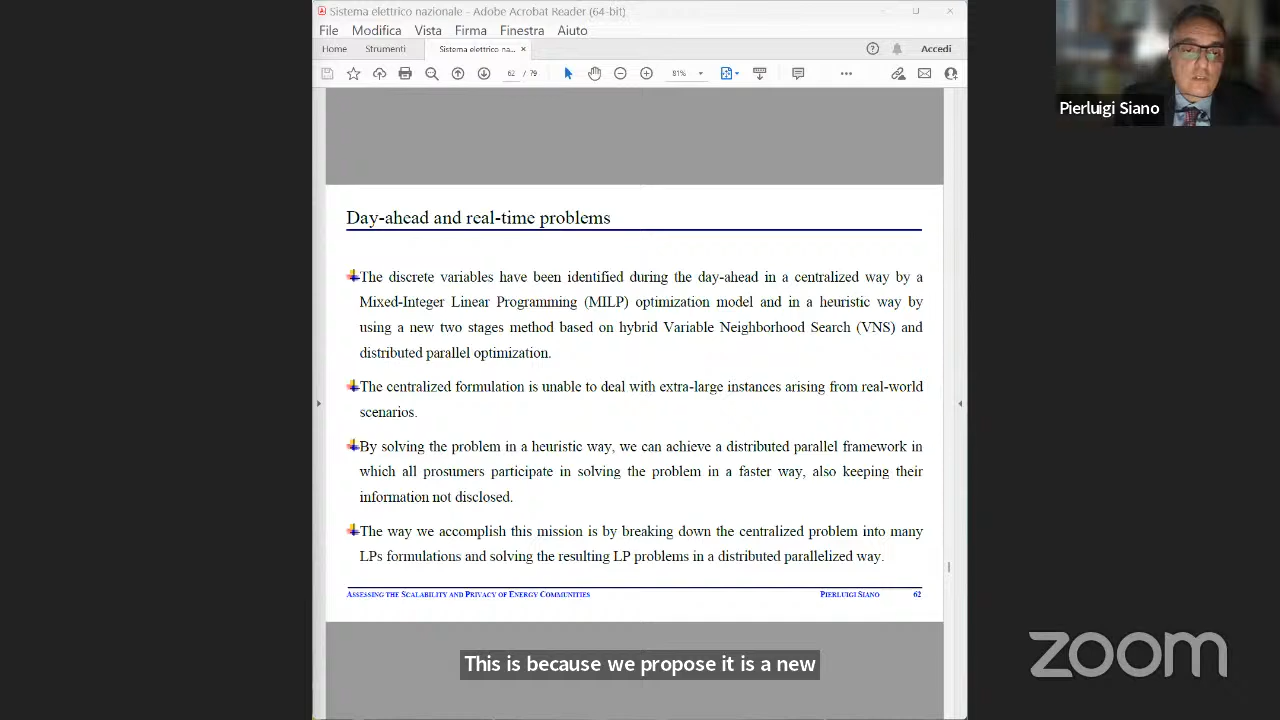 Sistema elettrico nazionale - Adobe Acrobat Reader (64-bit)
File Modifica Vista Firma Finestra Aiuto
Home Strumenti Sistema elettrico na... × Accedi
62 / 79 81%
Pierluigi Siano
Day-ahead and real-time problems
The discrete variables have been identified during the day-ahead in a centralized way by a
Mixed-Integer Linear Programming (MILP) optimization model and in a heuristic way by
using a new two stages method based on hybrid Variable Neighborhood Search (VNS) and
distributed parallel optimization.
The centralized formulation is unable to deal with extra-large instances arising from real-world
scenarios.
By solving the problem in a heuristic way, we can achieve a distributed parallel framework in
which all prosumers participate in solving the problem in a faster way, also keeping their
information not disclosed.
The way we accomplish this mission is by breaking down the centralized problem into many
LPs formulations and solving the resulting LP problems in a distributed parallelized way.
ASSESSING THE SCALABILITY AND PRIVACY OF ENERGY COMMUNITIES PIERLUIGI SIANO 62
This is because we propose it is a new
zoom